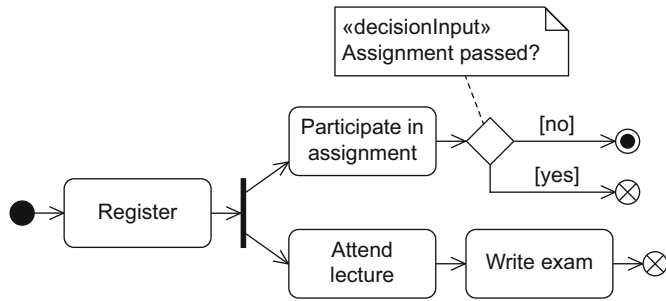 «decisionInput»
Assignment passed?
Participate in
assignment
[no]
[yes]
Register
Attend
lecture
Write exam